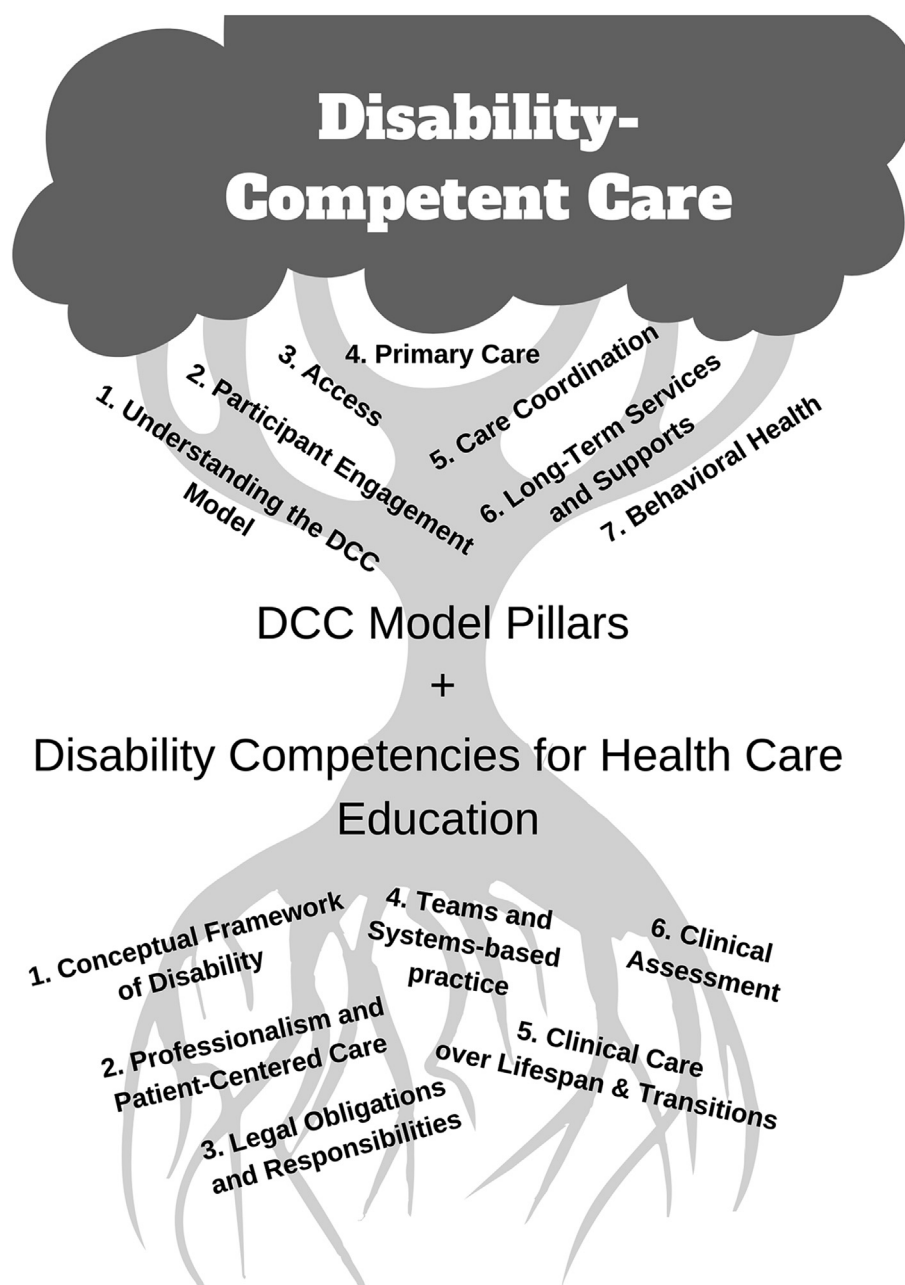 Disability-
Competent Care
1. Understanding the DCC
Model
2. Participant Engagement
3. Access
4. Primary Care
5. Care Coordination
6. Long-Term Services
and Supports
7. Behavioral Health
DCC Model Pillars
+
Disability Competencies for Health Care
Education
1. Conceptual Framework
of Disability
2. Professionalism and
Patient-Centered Care
3. Legal Obligations
and Responsibilities
4. Teams and
Systems-based
practice
5. Clinical Care
over Lifespan & Transitions
6. Clinical
Assessment